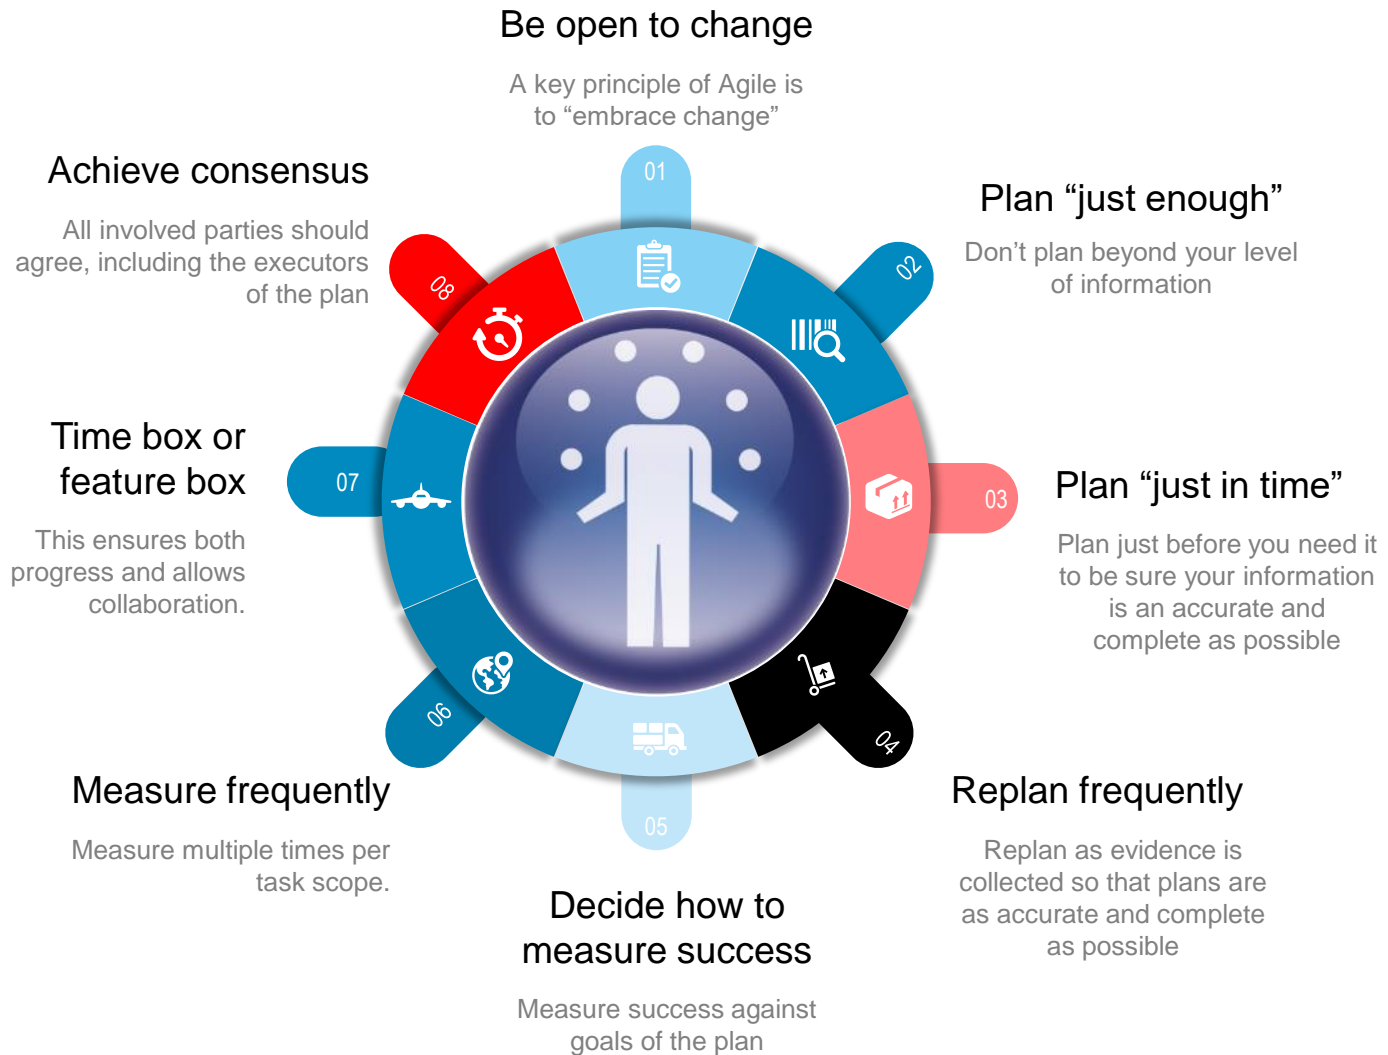 Be open to change
A key principle of Agile is
to “embrace change”
01
Plan “just enough”
Don’t plan beyond your level
of information
02
Plan “just in time”
Plan just before you need it
to be sure your information
is an accurate and
complete as possible
03
Replan frequently
Replan as evidence is
collected so that plans are
as accurate and complete
as possible
04
Decide how to
measure success
Measure success against
goals of the plan
05
Measure frequently
Measure multiple times per
task scope.
06
Time box or
feature box
This ensures both
progress and allows
collaboration.
07
Achieve consensus
All involved parties should
agree, including the executors
of the plan
08